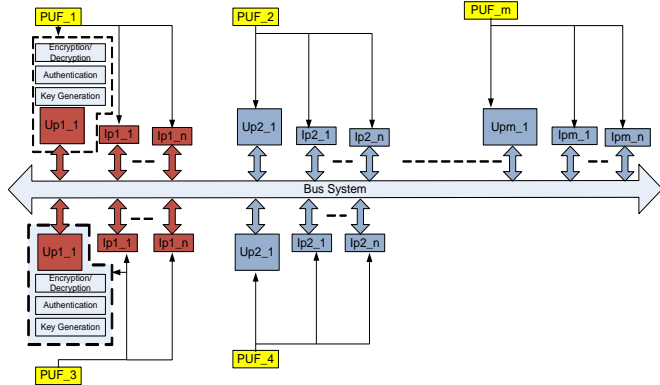 PUF_1
PUF_2
PUF_m
Encryption/
Decryption
Authentication
Key Generation
Up1_1
Ip1_1
Ip1_n
Up2_1
Ip2_1
Ip2_n
Upm_1
Ipm_1
Ipm_n
Bus System
Up1_1
Ip1_1
Ip1_n
Up2_1
Ip2_1
Ip2_n
Encryption/
Decryption
Authentication
Key Generation
PUF_3
PUF_4